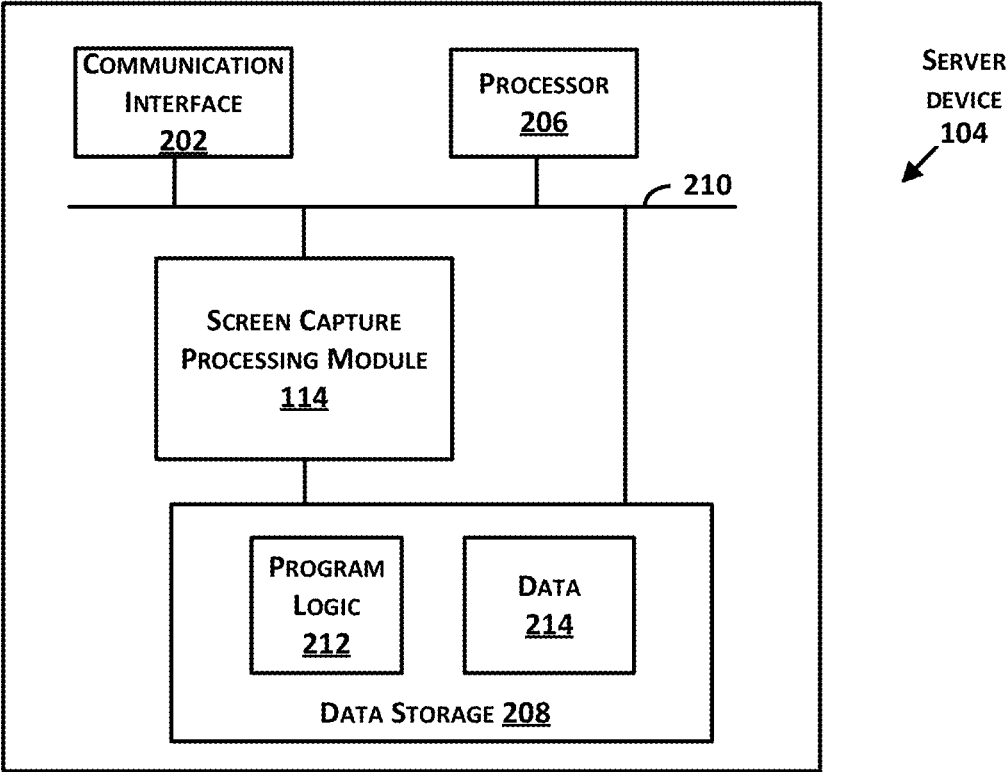 COMMUNICATION
INTERFACE
202
PROCESSOR
206
SERVER
DEVICE
104
210
SCREEN CAPTURE
PROCESSING MODULE
114
PROGRAM
LOGIC
212
DATA
214
DATA STORAGE 208